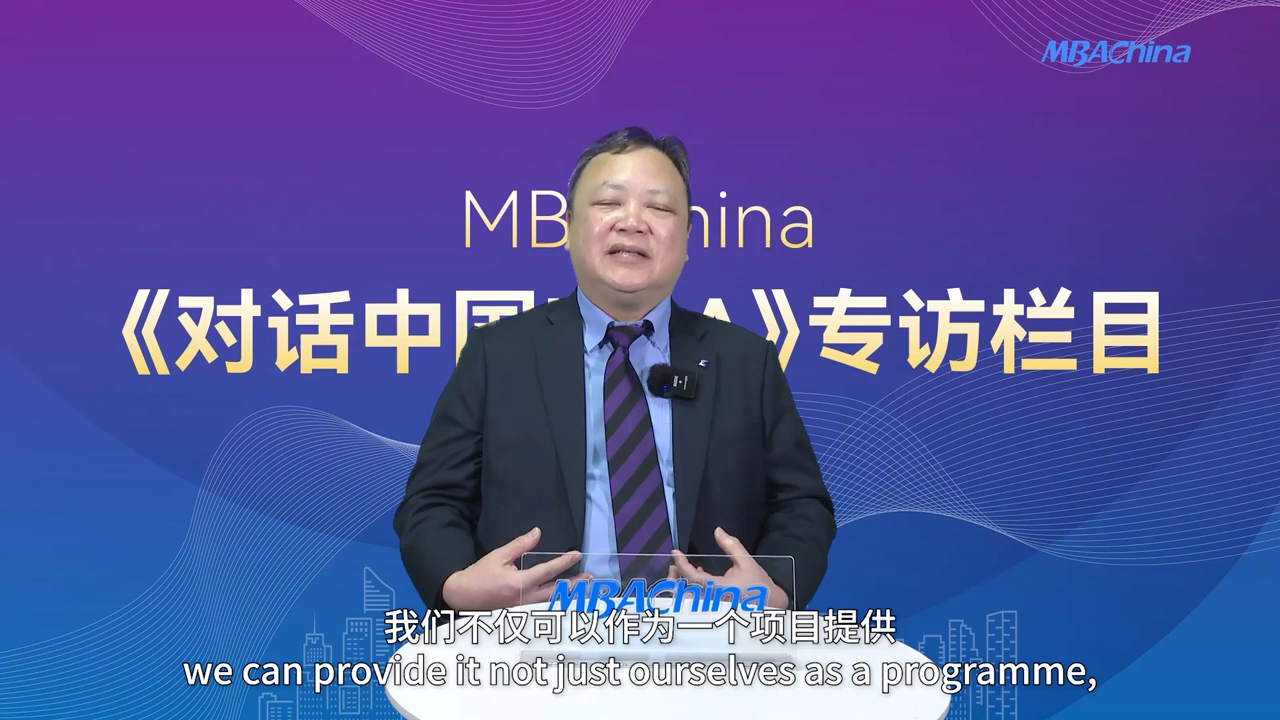 MBAChina
MB hina
《对话中国 A》专访栏目
MBAChina
我们不仅可以作为一个项目提供
we can provide it not just ourselves as a programme,